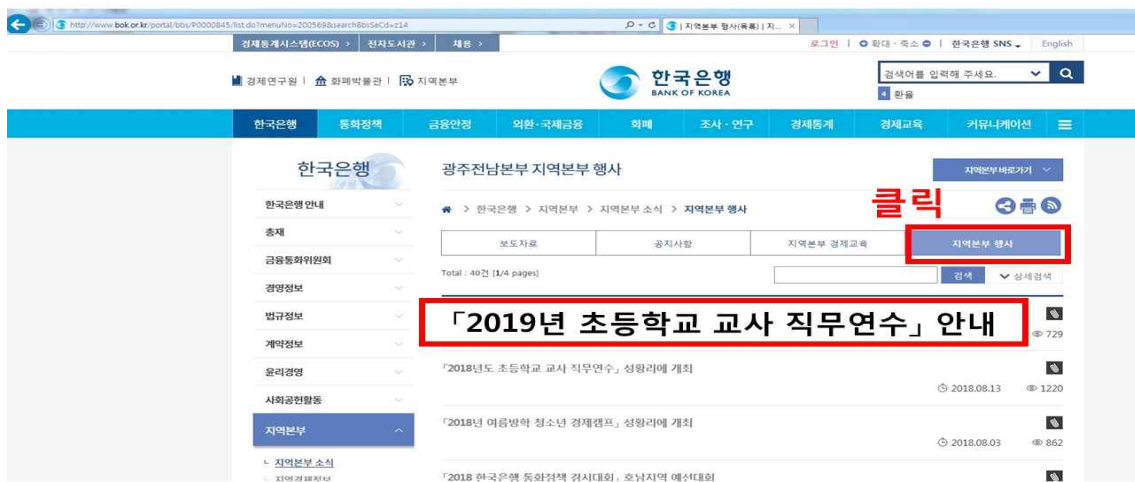 http://www.bok.or.kr/portal/bbs/P0000845/list.do?menuNo=200569&searchBbsSeCd=z14
| 지역본부 행사(목록) | 지...
경제통계시스템(ECOS) 전자도서관 채용
로그인 확대 · 축소 한국은행 SNS English
경제연구원 화폐박물관 지역본부
한국은행
BANK OF KOREA
검색어를 입력해 주세요.
4 환율
한국은행 통화정책 금융안정 외환·국제금융 화폐 조사·연구 경제통계 경제교육 커뮤니케이션
한국은행
광주전남본부 지역본부 행사
지역본부 바로가기
클릭
한국은행 안내
> 한국은행 > 지역본부 > 지역본부 소식 > 지역본부 행사
총재
보도자료 공지사항 지역본부 경제교육 지역본부 행사
금융통화위원회
Total : 40건 [1/4 pages]
검색 상세검색
경영정보
법규정보
「2019년 초등학교 교사 직무연수」 안내
729
계약정보
윤리경영
「2018년도 초등학교 교사 직무연수」 성황리에 개최
2018.08.13 1220
사회공헌활동
지역본부
「2018년 여름방학 청소년 경제캠프」 성황리에 개최
2018.08.03 862
지역본부 소식
지역경제정보
「2018 한국은행 통화정책 경시대회」 호남지역 예선대회